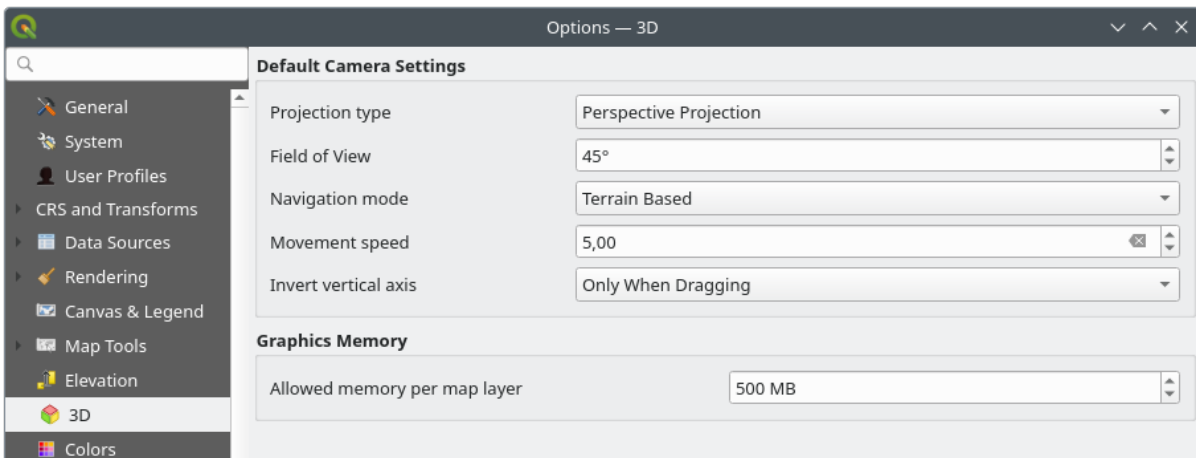 Options — 3D
General
System
User Profiles
CRS and Transforms
Data Sources
Rendering
Canvas & Legend
Map Tools
Elevation
3D
Colors
Default Camera Settings
Projection type Perspective Projection
Field of View 45°
Navigation mode Terrain Based
Movement speed 5,00
Invert vertical axis Only When Dragging
Graphics Memory
Allowed memory per map layer 500 MB